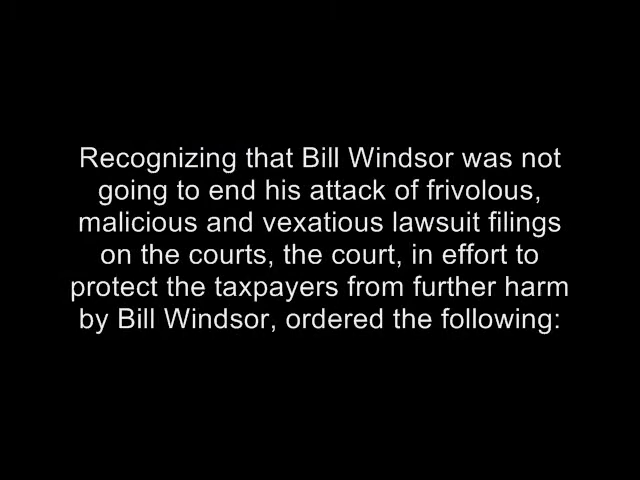 Recognizing that Bill Windsor was not
going to end his attack of frivolous,
malicious and vexatious lawsuit filings
on the courts, the court, in effort to
protect the taxpayers from further harm
by Bill Windsor, ordered the following: